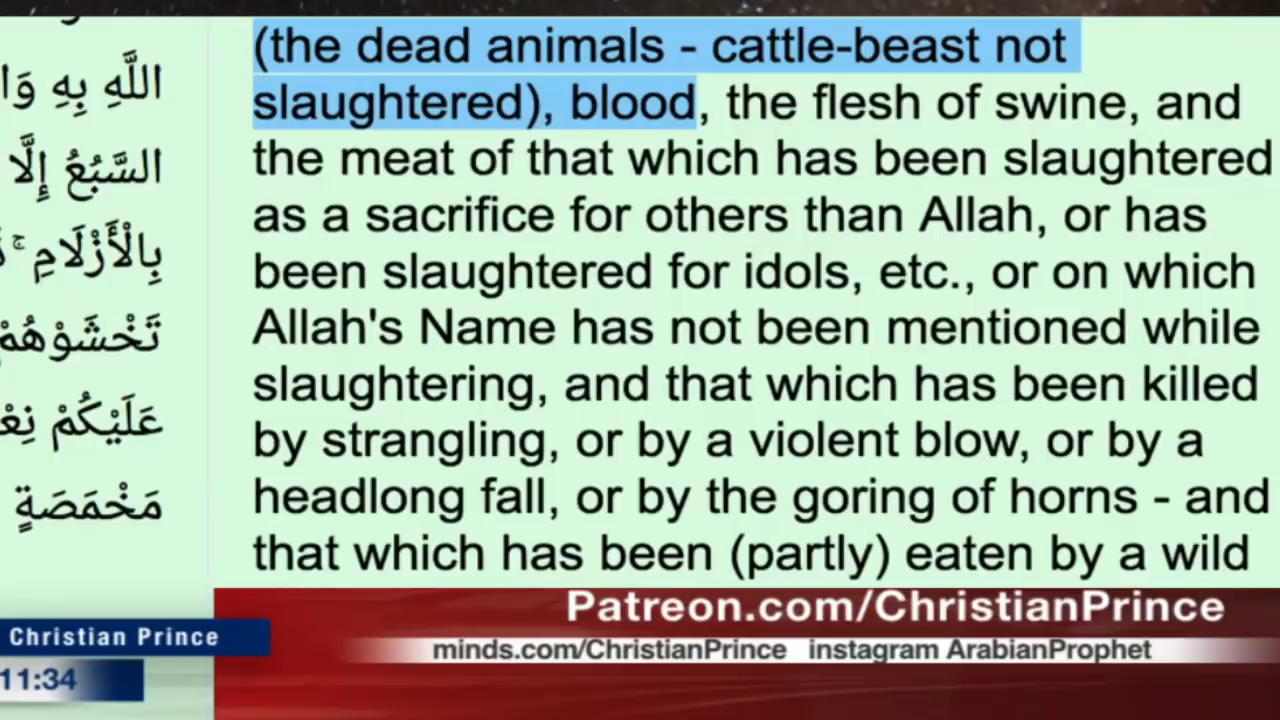 (the dead animals - cattle-beast not
slaughtered), blood, the flesh of swine, and
the meat of that which has been slaughtered
as a sacrifice for others than Allah, or has
been slaughtered for idols, etc., or on which
Allah's Name has not been mentioned while
slaughtering, and that which has been killed
by strangling, or by a violent blow, or by a
headlong fall, or by the goring of horns - and
that which has been (partly) eaten by a wild
اللَّهِ بِهِ
السَّبُعُ إِلَّا
بِالْأَزْلَامِ ۚ
تَخْشَوْهُمْ
عَلَيْكُمْ
مَخْمَصَةٍ
Patreon.com/ChristianPrince
minds.com/ChristianPrince instagram ArabianProphet
Christian Prince
11:34